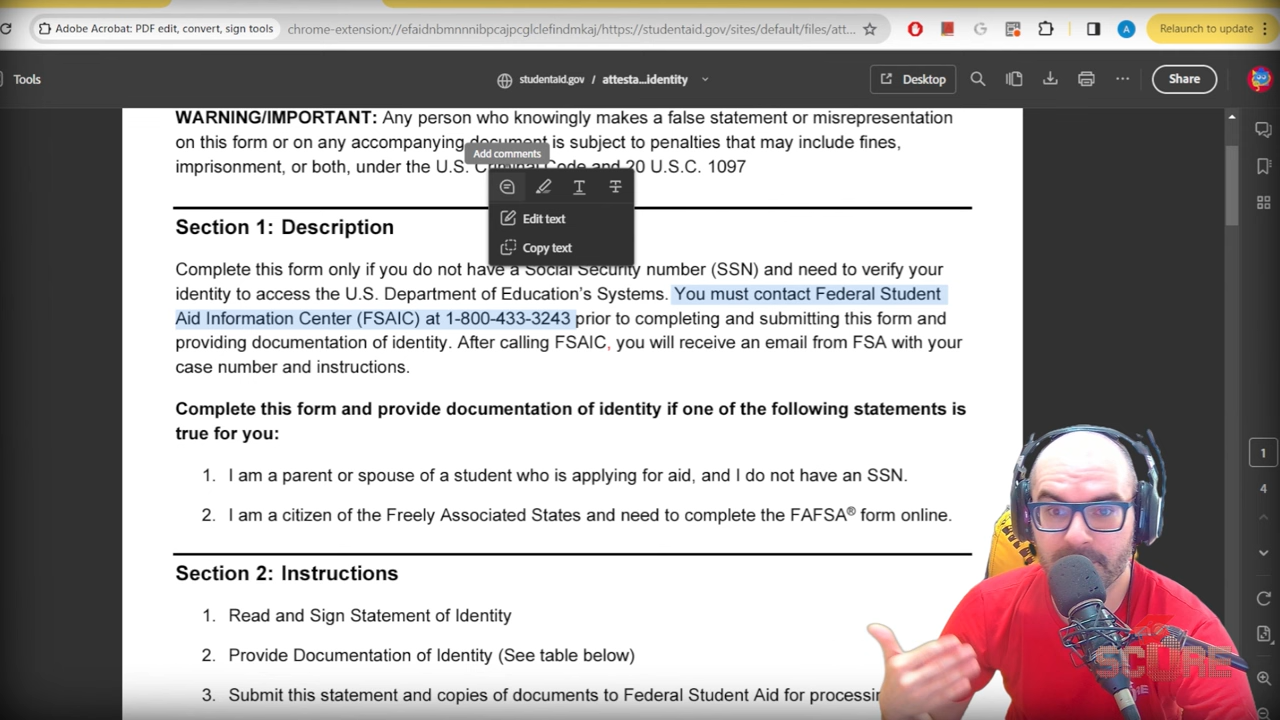 Adobe Acrobat: PDF edit, convert, sign tools chrome-extension://efaidnbmnnnibpcajpcglclefindmkaj/https://studentaid.gov/sites/default/files/att... A Relaunch to update
Tools studentaid.gov / attesta...identity Desktop Share
WARNING/IMPORTANT: Any person who knowingly makes a false statement or misrepresentation
on this form or on any accompanying document is subject to penalties that may include fines,
Add comments
imprisonment, or both, under the U.S. Criminal Code and 20 U.S.C. 1097
Edit text
Section 1: Description
Copy text
Complete this form only if you do not have a Social Security number (SSN) and need to verify your
identity to access the U.S. Department of Education's Systems. You must contact Federal Student
Aid Information Center (FSAIC) at 1-800-433-3243 prior to completing and submitting this form and
providing documentation of identity. After calling FSAIC, you will receive an email from FSA with your
case number and instructions.
Complete this form and provide documentation of identity if one of the following statements is
true for you:
1
4
1. I am a parent or spouse of a student who is applying for aid, and I do not have an SSN.
2. I am a citizen of the Freely Associated States and need to complete the FAFSA® form online.
Section 2: Instructions
1. Read and Sign Statement of Identity
2. Provide Documentation of Identity (See table below)
3. Submit this statement and copies of documents to Federal Student Aid for